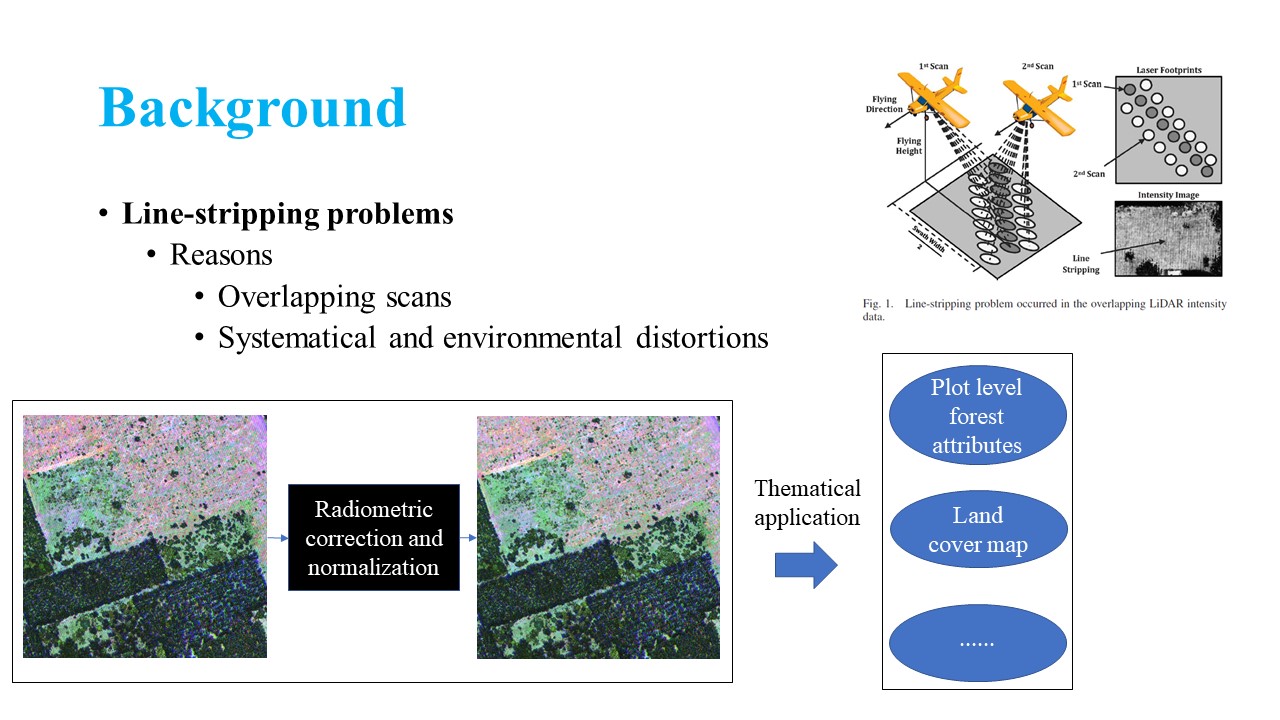 Background
• Line-stripping problems
• Reasons
• Overlapping scans
• Systematical and environmental distortions
1st Scan
2nd Scan
Flying
Direction
Flying
Height
Swath Width
2
Laser Footprints
1st Scan
2nd Scan
Intensity Image
Line
Stripping
Fig. 1. Line-stripping problem occurred in the overlapping LiDAR intensity
data.
Radiometric
correction and
normalization
Thematical
application
Plot level
forest
attributes
Land
cover map
......